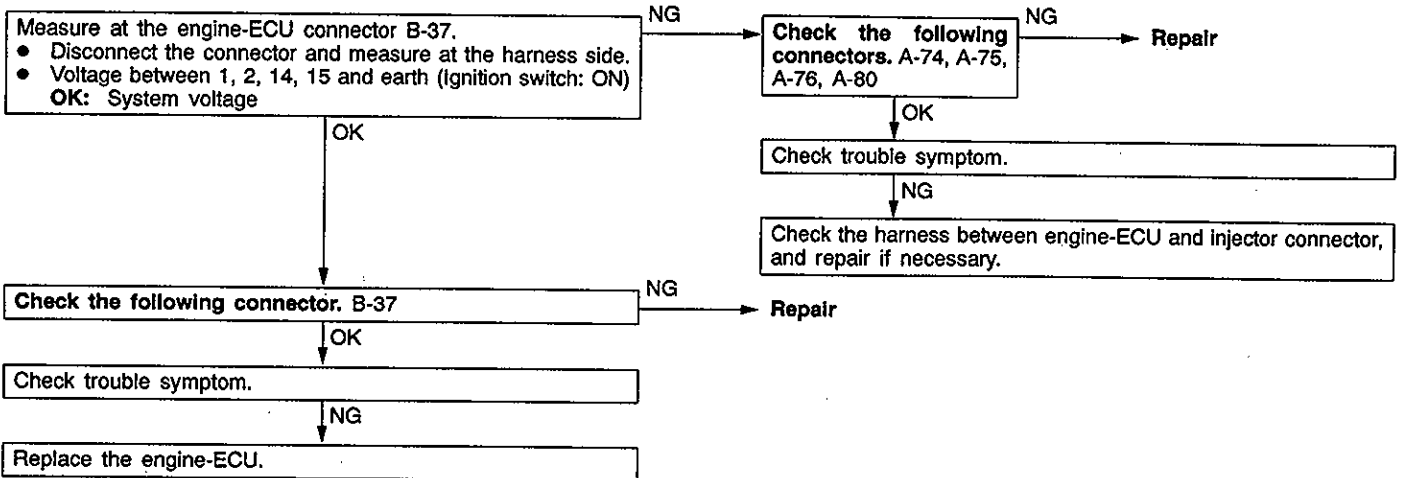 Measure at the engine-ECU connector B-37.
● Disconnect the connector and measure at the harness side.
● Voltage between 1, 2, 14, 15 and earth (Ignition switch: ON)
OK: System voltage
NG
Check the following
connectors. A-74, A-75,
A-76, A-80
NG
Repair
OK
OK
Check trouble symptom.
NG
Check the harness between engine-ECU and injector connector,
and repair if necessary.
Check the following connector. B-37
NG
Repair
OK
Check trouble symptom.
NG
Replace the engine-ECU.